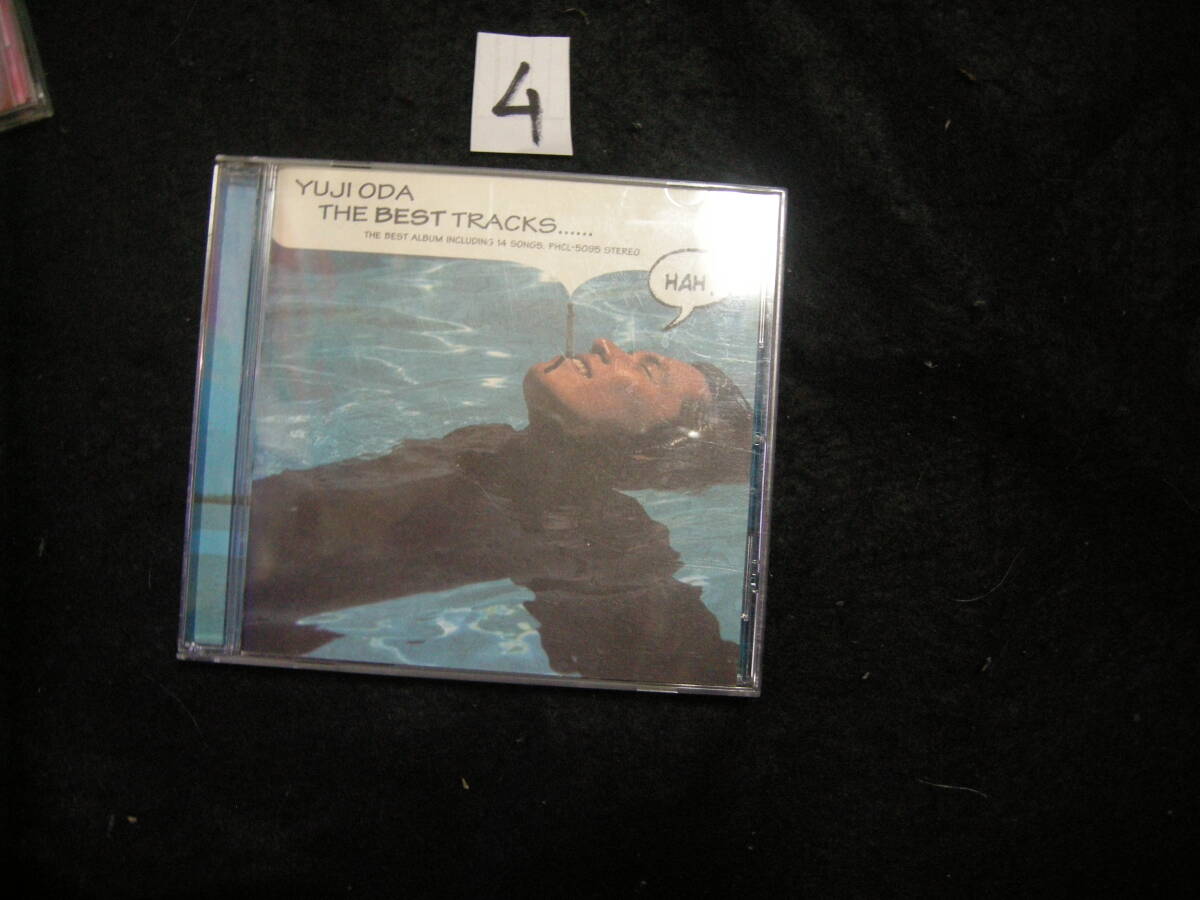 4
YUJI ODA
THE BEST TRACKS......
THE BEST ALBUM INCLUDING 14 SONGS. PHCL-5095 STEREO
HAH!